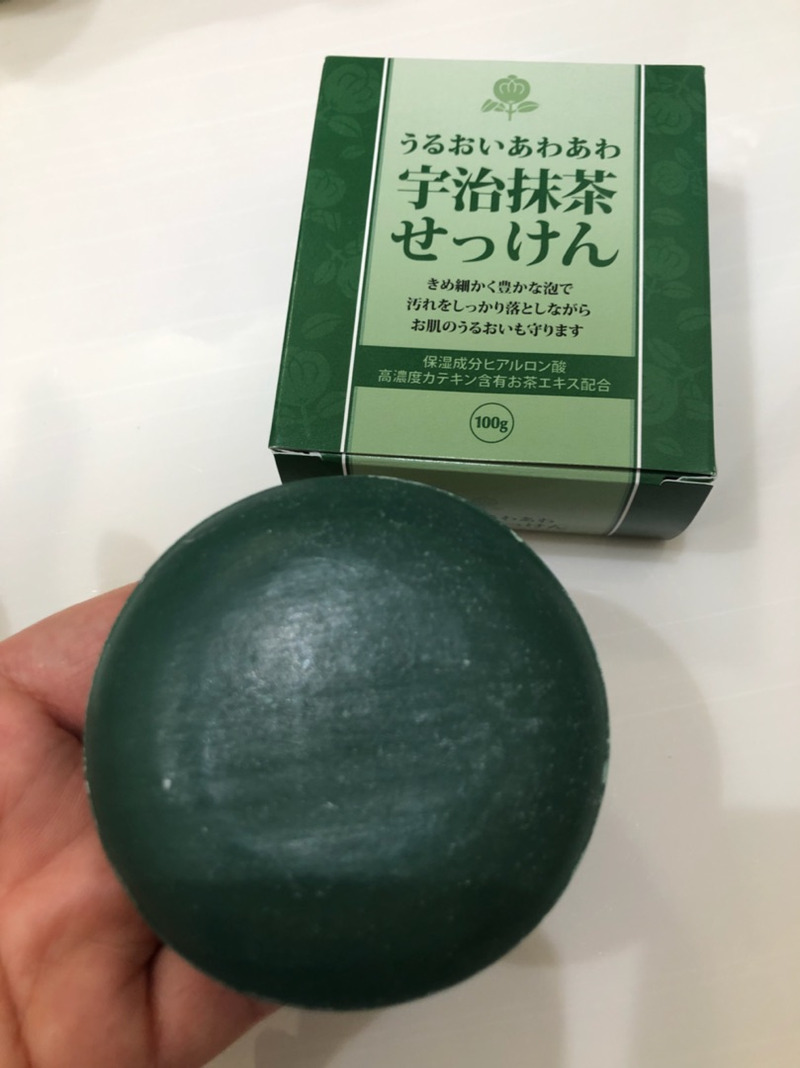 うるおいあわあわ
宇治抹茶
せっけん
きめ細かく豊かな泡で
汚れをしっかり落としながら
お肌のうるおいも守ります
保湿成分ヒアルロン酸
高濃度カテキン含有お茶エキス配合
100g